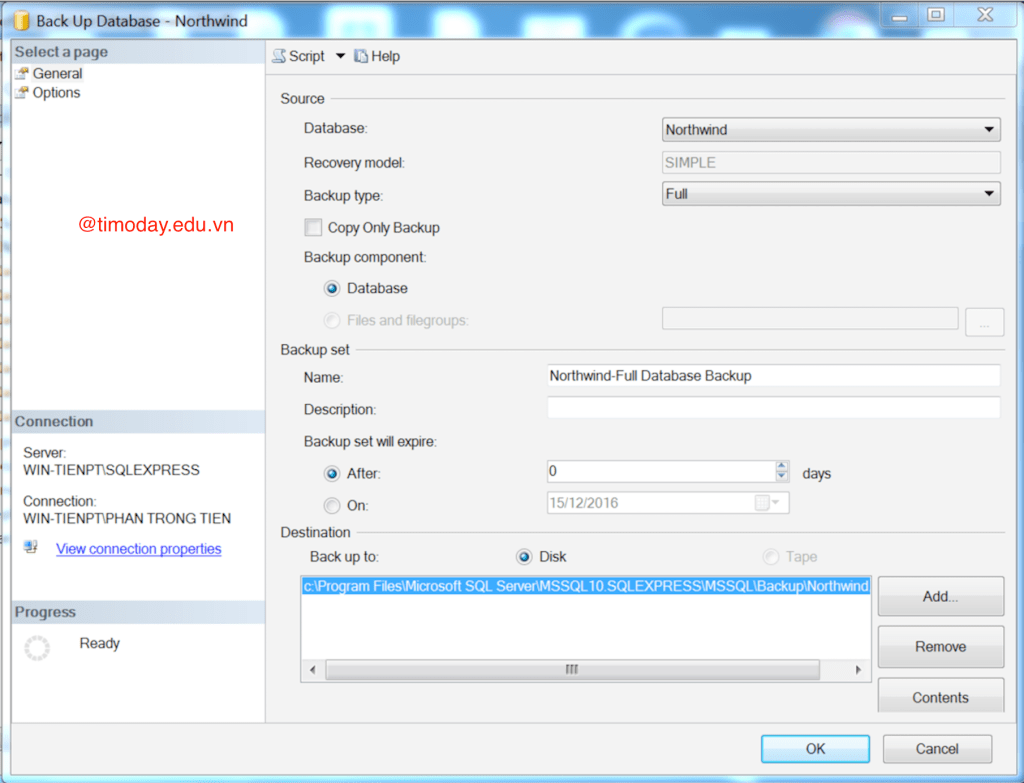 Back Up Database - Northwind
Select a page
General
Options
@timoday.edu.vn
Connection
Server:
WIN-TIENPT\SQLEXPRESS
Connection:
WIN-TIENPT\PHAN TRONG TIEN
View connection properties
Progress
Ready
Script Help
Source
Database: Northwind
Recovery model: SIMPLE
Backup type: Full
Copy Only Backup
Backup component:
Database
Files and filegroups: ...
Backup set
Name: Northwind-Full Database Backup
Description:
Backup set will expire:
After: 0 days
On: 15/12/2016
Destination
Back up to: Disk Tape
c:\Program Files\Microsoft SQL Server\MSSQL10.SQLEXPRESS\MSSQL\Backup\Northwind
Add...
Remove
Contents
OK Cancel